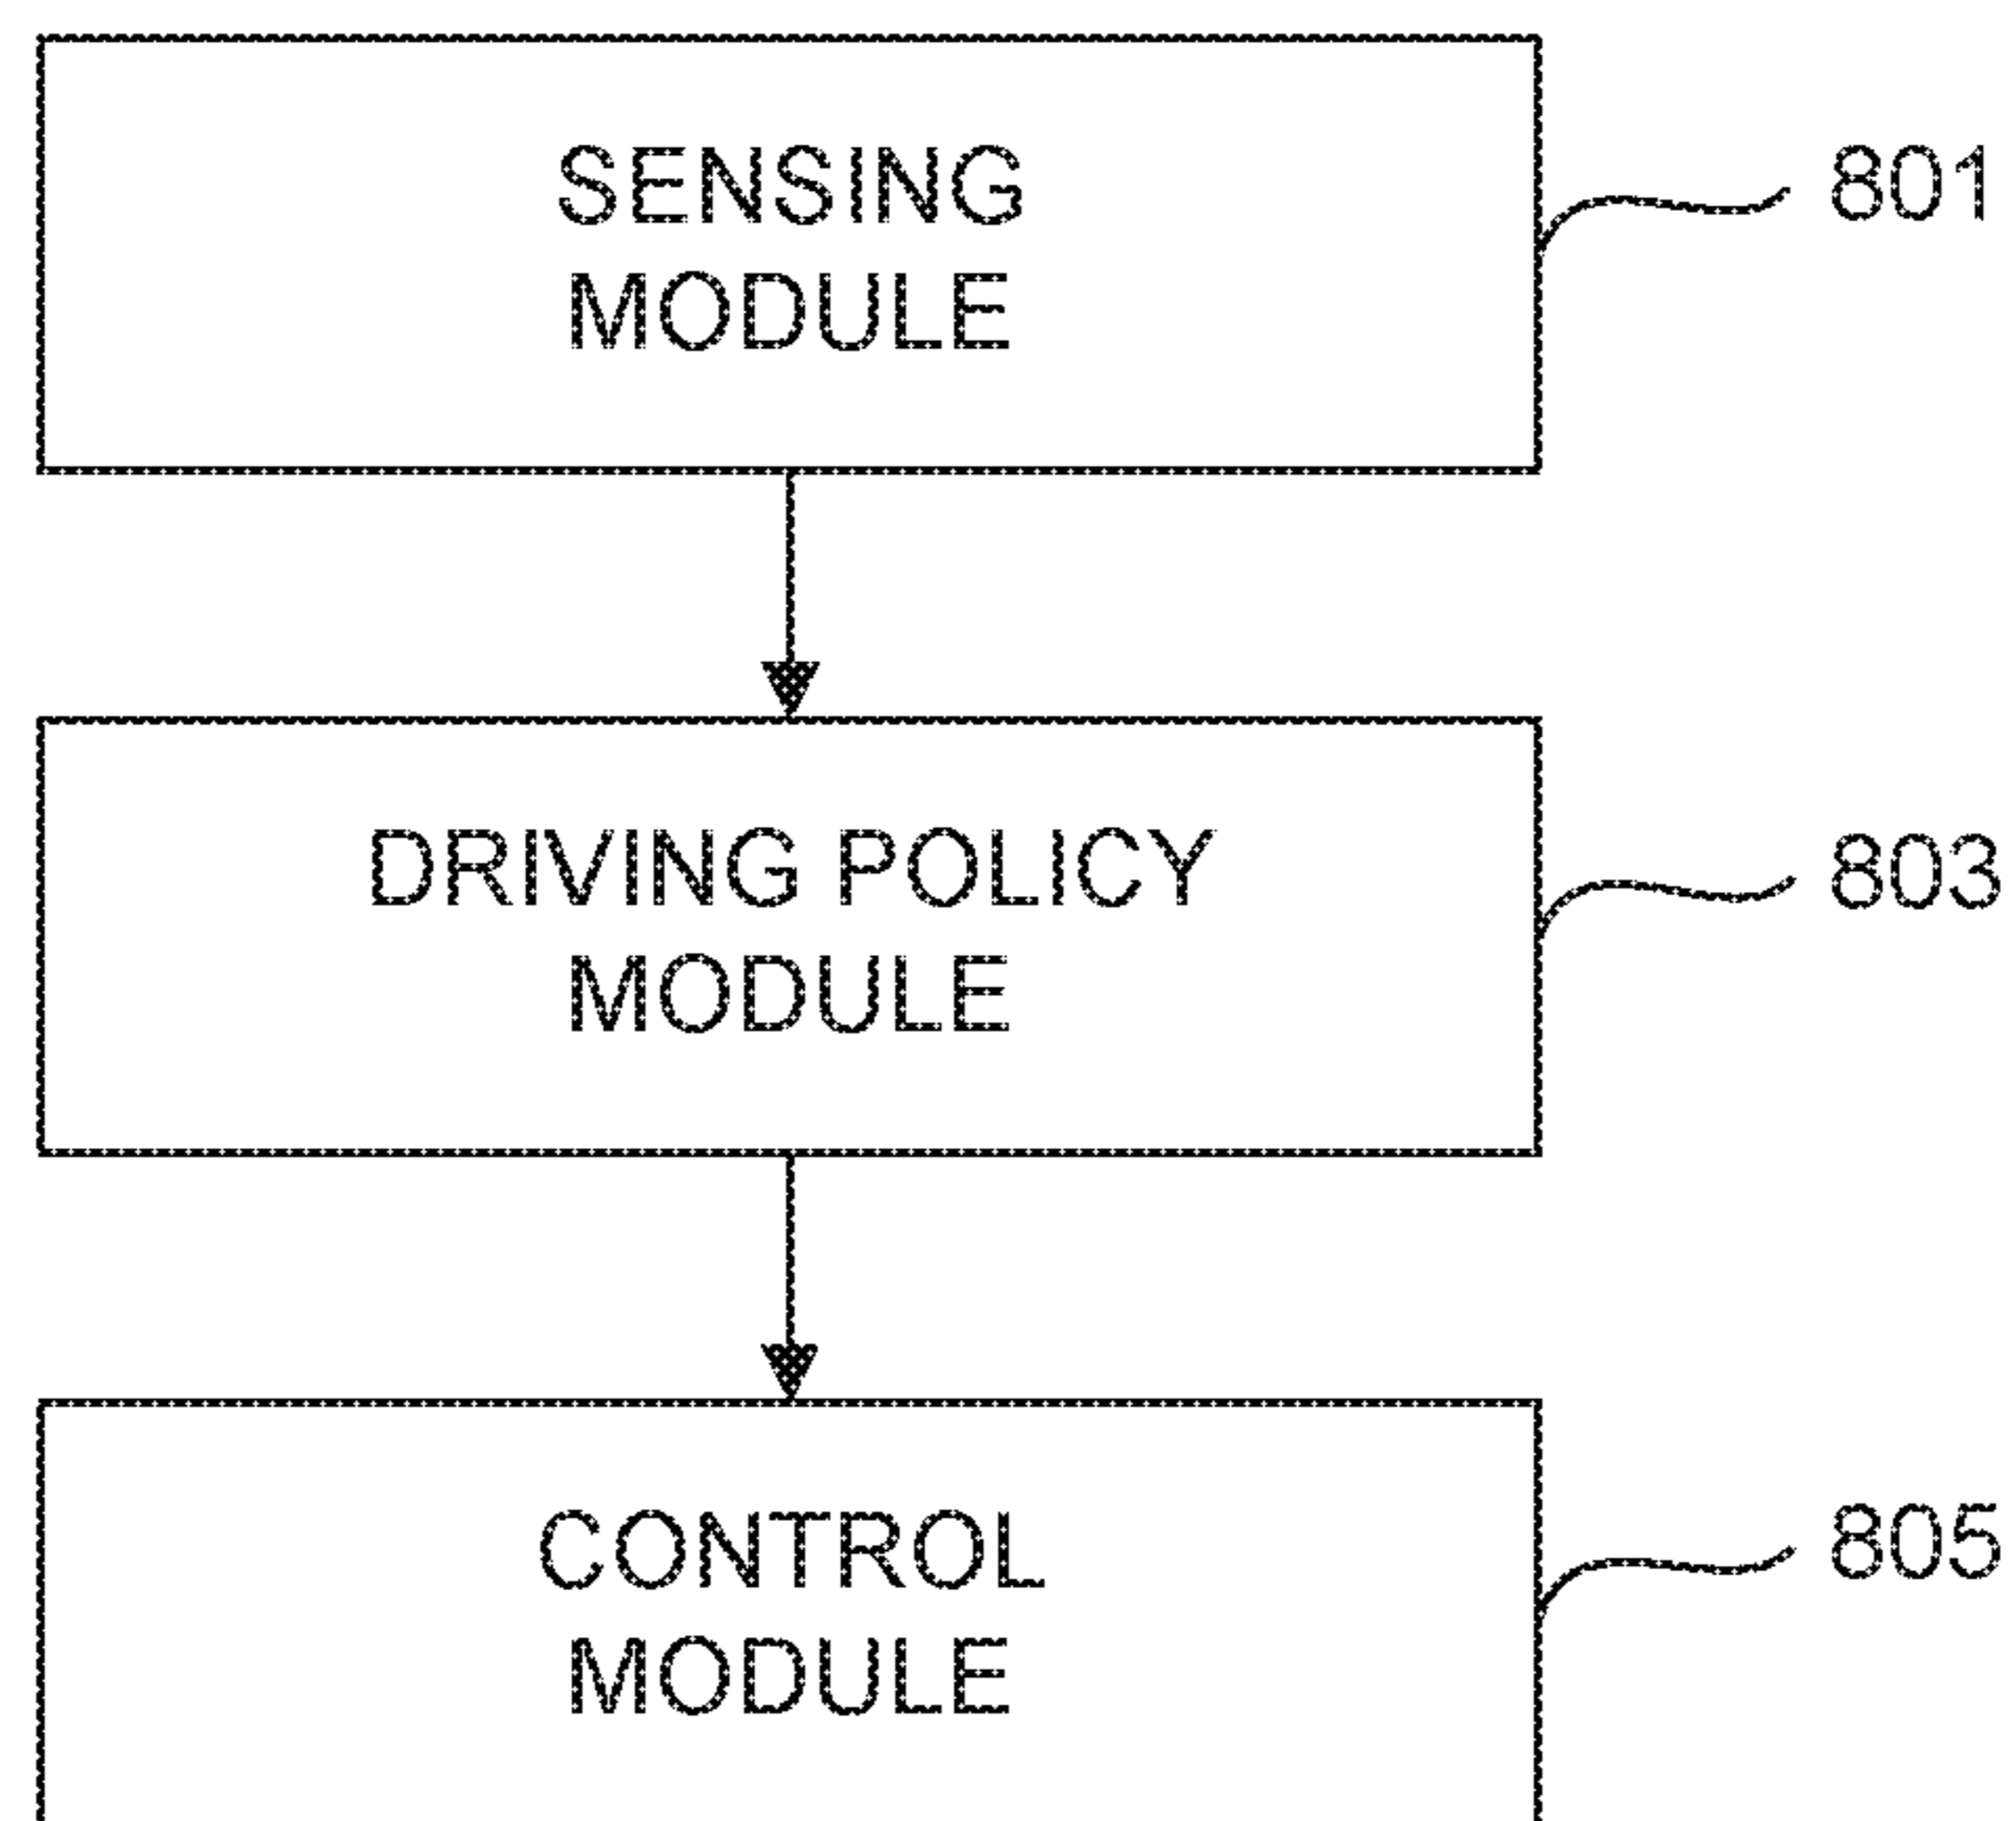 SENSING
MODULE
801
DRIVING POLICY
MODULE
803
CONTROL
MODULE
805